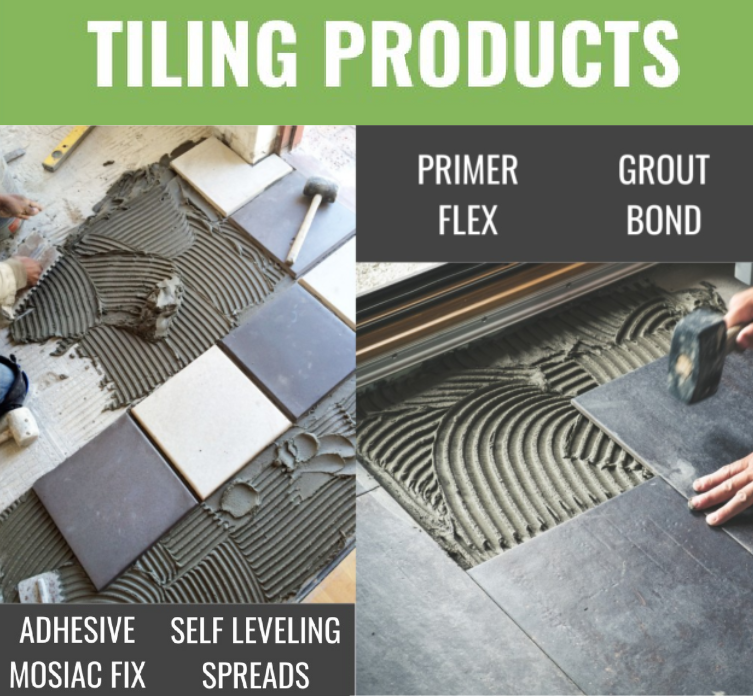 TILING PRODUCTS
PRIMER
FLEX
GROUT
BOND
ADHESIVE
MOSIAC FIX
SELF LEVELING
SPREADS